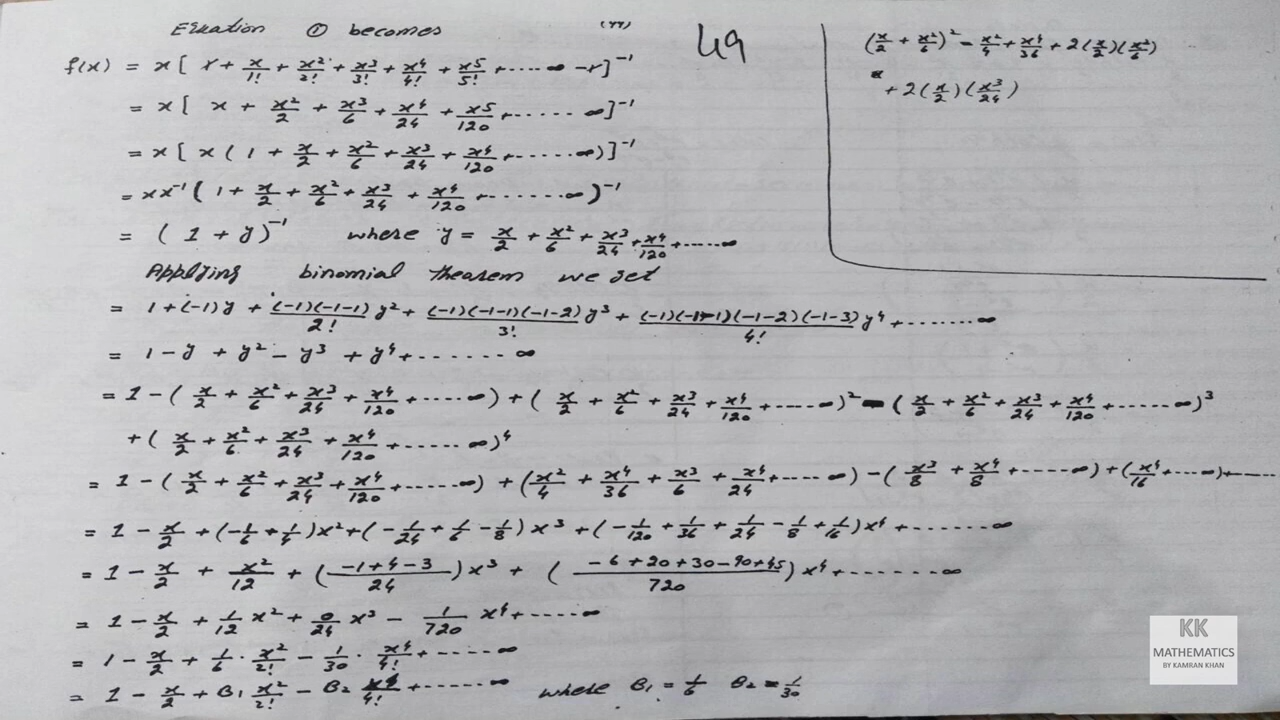 Equation ① becomes
(44)
49
f(x) = x[ 1 + x/1! + x²/2! + x³/3! + x⁴/4! + x⁵/5! + ...... ∞ -1]⁻¹
= x[ x + x²/2 + x³/6 + x⁴/24 + x⁵/120 + ...... ∞]⁻¹
= x[ x( 1 + x/2 + x²/6 + x³/24 + x⁴/120 + ...... ∞)]⁻¹
= xx⁻¹( 1 + x/2 + x²/6 + x³/24 + x⁴/120 + ...... ∞)⁻¹
= ( 1 + y)⁻¹ where y = x/2 + x²/6 + x³/24 + x⁴/120 + ...... ∞
(x/2 + x²/6)² = x²/4 + x⁴/36 + 2(x/2)(x²/6)
+ 2(x/2)(x³/24)
Applying binomial theorem we get
= 1 + (-1)y + (-1)(-1-1)/2! y² + (-1)(-1-1)(-1-2)/3! y³ + (-1)(-1-1)(-1-2)(-1-3)/4! y⁴ + ...... ∞
= 1 - y + y² - y³ + y⁴ + ...... ∞
= 1 - ( x/2 + x²/6 + x³/24 + x⁴/120 + ...... ∞) + ( x/2 + x²/6 + x³/24 + x⁴/120 + ...... ∞)² - ( x/2 + x²/6 + x³/24 + x⁴/120 + ...... ∞)³
+ ( x/2 + x²/6 + x³/24 + x⁴/120 + ...... ∞)⁴
= 1 - ( x/2 + x²/6 + x³/24 + x⁴/120 + ...... ∞) + (x²/4 + x⁴/36 + x³/6 + x⁴/24 + ...... ∞) - ( x³/8 + x⁴/8 + ...... ∞) + (x⁴/16 + ...... ∞) + ......
= 1 - x/2 + (-1/6 + 1/4)x² + (-1/24 + 1/6 - 1/8) x³ + (-1/120 + 1/36 + 1/24 - 1/8 + 1/16)x⁴ + ...... ∞
= 1 - x/2 + x²/12 + ( -1+4-3/24 )x³ + ( -6+20+30-90+45/720 ) x⁴ + ...... ∞
= 1 - x/2 + 1/12 x² + 0/24 x³ - 1/720 x⁴ + ...... ∞
= 1 - x/2 + 1/6 · x²/2! - 1/30 · x⁴/4! + ...... ∞
= 1 - x/2 + B₁ x²/2! - B₂ x⁴/4! + ...... ∞ where B₁ = 1/6 B₂ = 1/30
KK
MATHEMATICS
BY KAMRAN KHAN